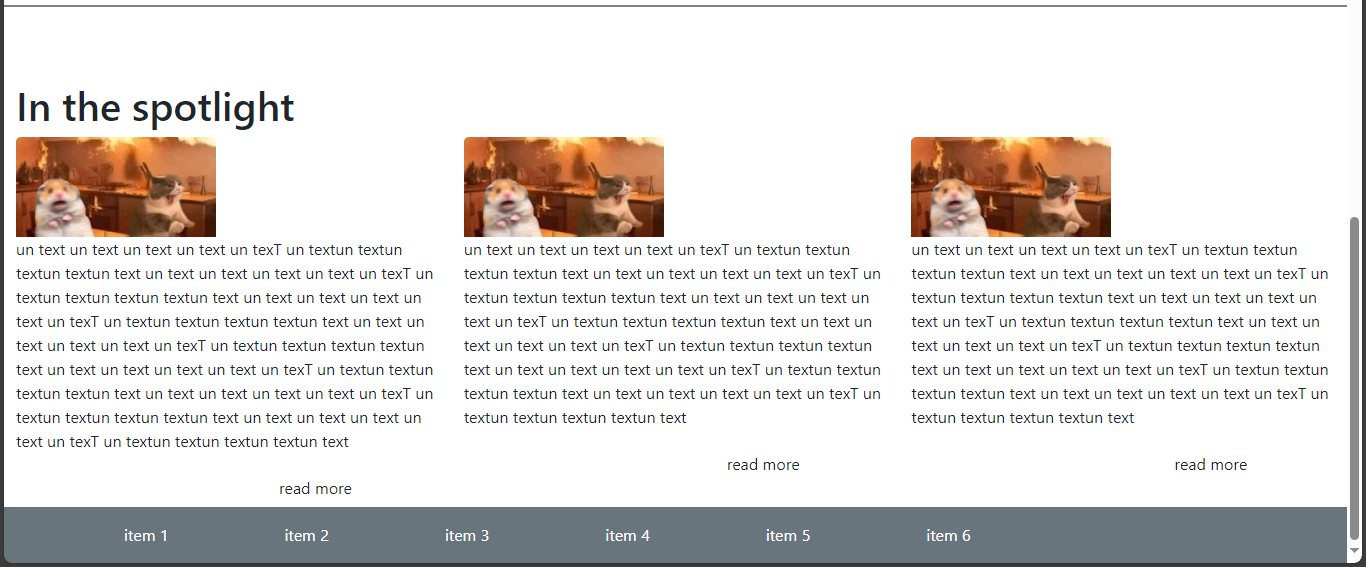 In the spotlight
un text un text un text un text un texT un textun textun
textun textun text un text un text un text un text un texT un
textun textun textun textun text un text un text un text un
text un texT un textun textun textun textun text un text un
text un text un text un texT un textun textun textun textun
text un text un text un text un text un texT un textun textun
textun textun text un text un text un text un text un texT un
textun textun textun textun text un text un text un text un
text un texT un textun textun textun textun text
read more
un text un text un text un text un texT un textun textun
textun textun text un text un text un text un text un texT un
textun textun textun textun text un text un text un text un
text un texT un textun textun textun textun text un text un
text un text un text un texT un textun textun textun textun
text un text un text un text un text un texT un textun textun
textun textun text un text un text un text un text un texT un
textun textun textun textun text
read more
un text un text un text un text un texT un textun textun
textun textun text un text un text un text un text un texT un
textun textun textun textun text un text un text un text un
text un texT un textun textun textun textun text un text un
text un text un text un texT un textun textun textun textun
text un text un text un text un text un texT un textun textun
textun textun text un text un text un text un text un texT un
textun textun textun textun text
read more
item 1 item 2 item 3 item 4 item 5 item 6